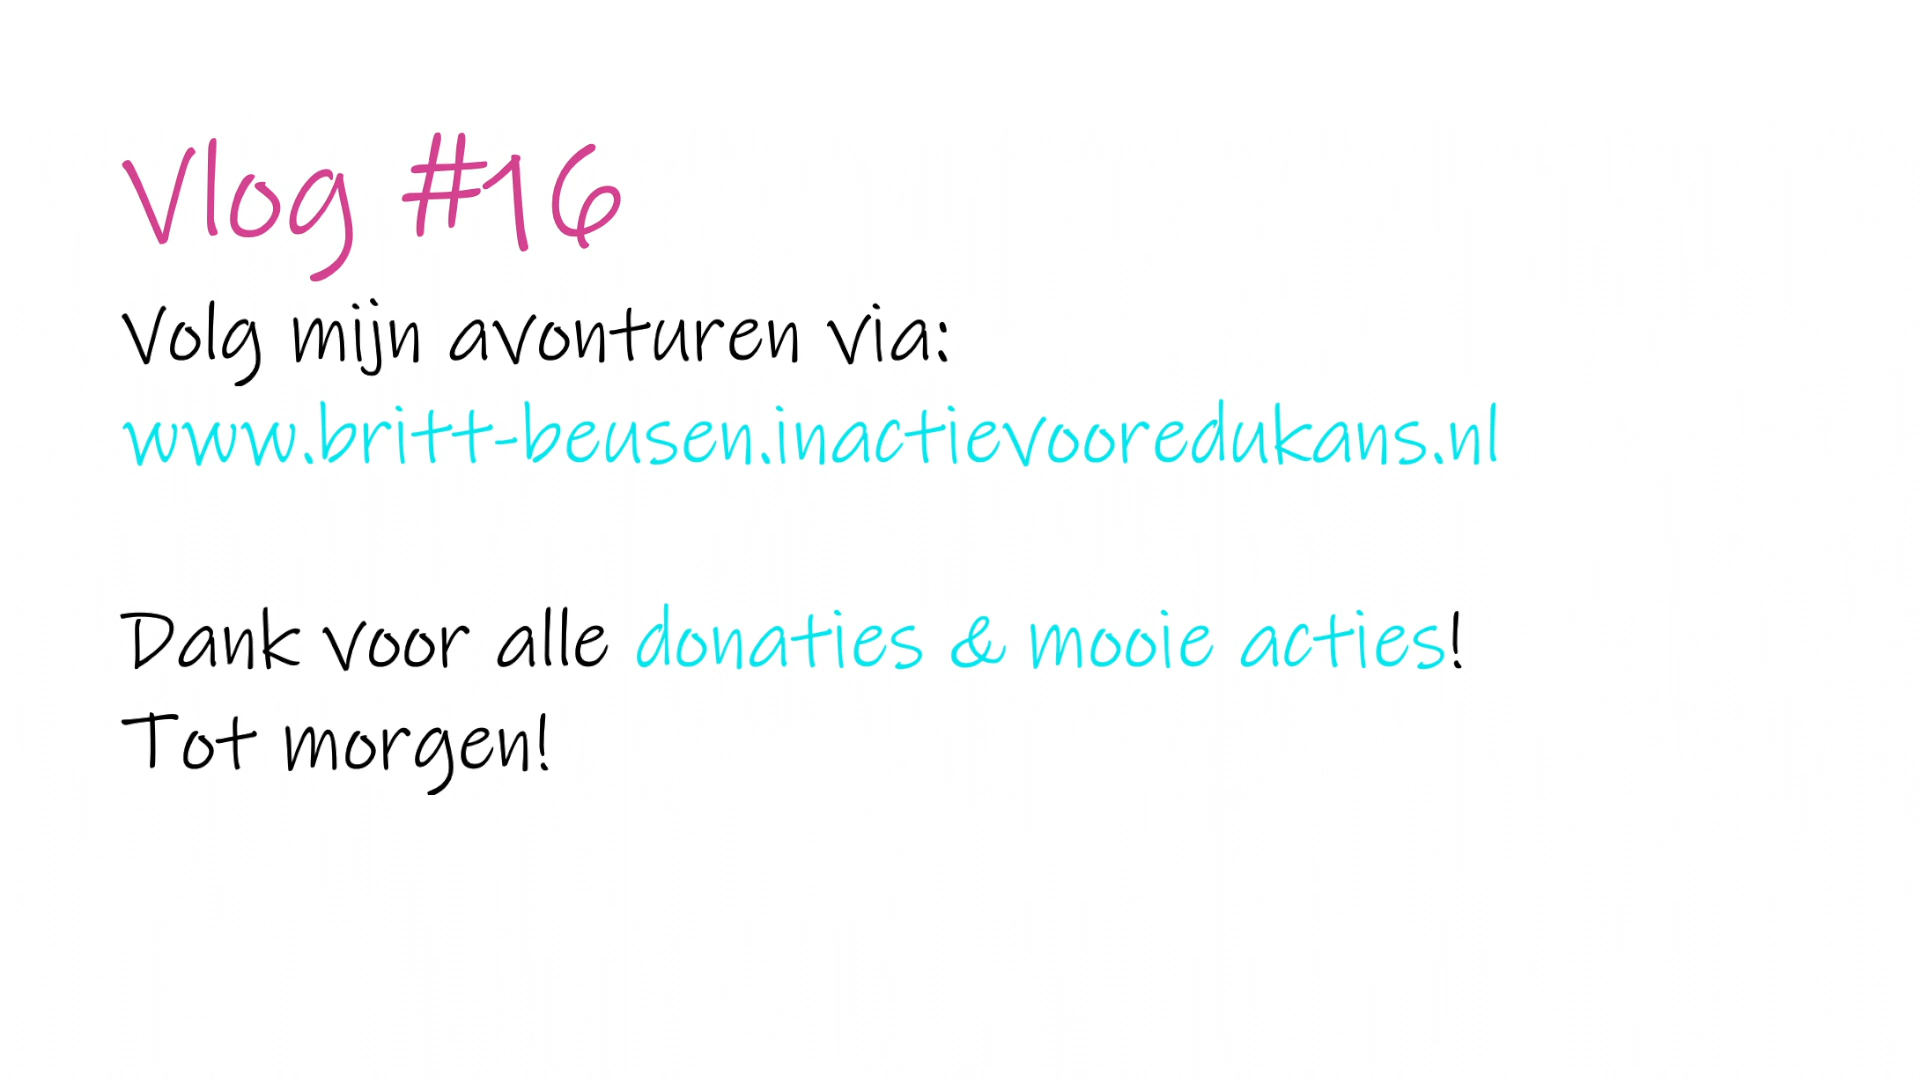 Vlog #16
Volg mijn avonturen via:
www.britt-beusen.inactievooredukans.nl
Dank voor alle donaties & mooie acties!
Tot morgen!